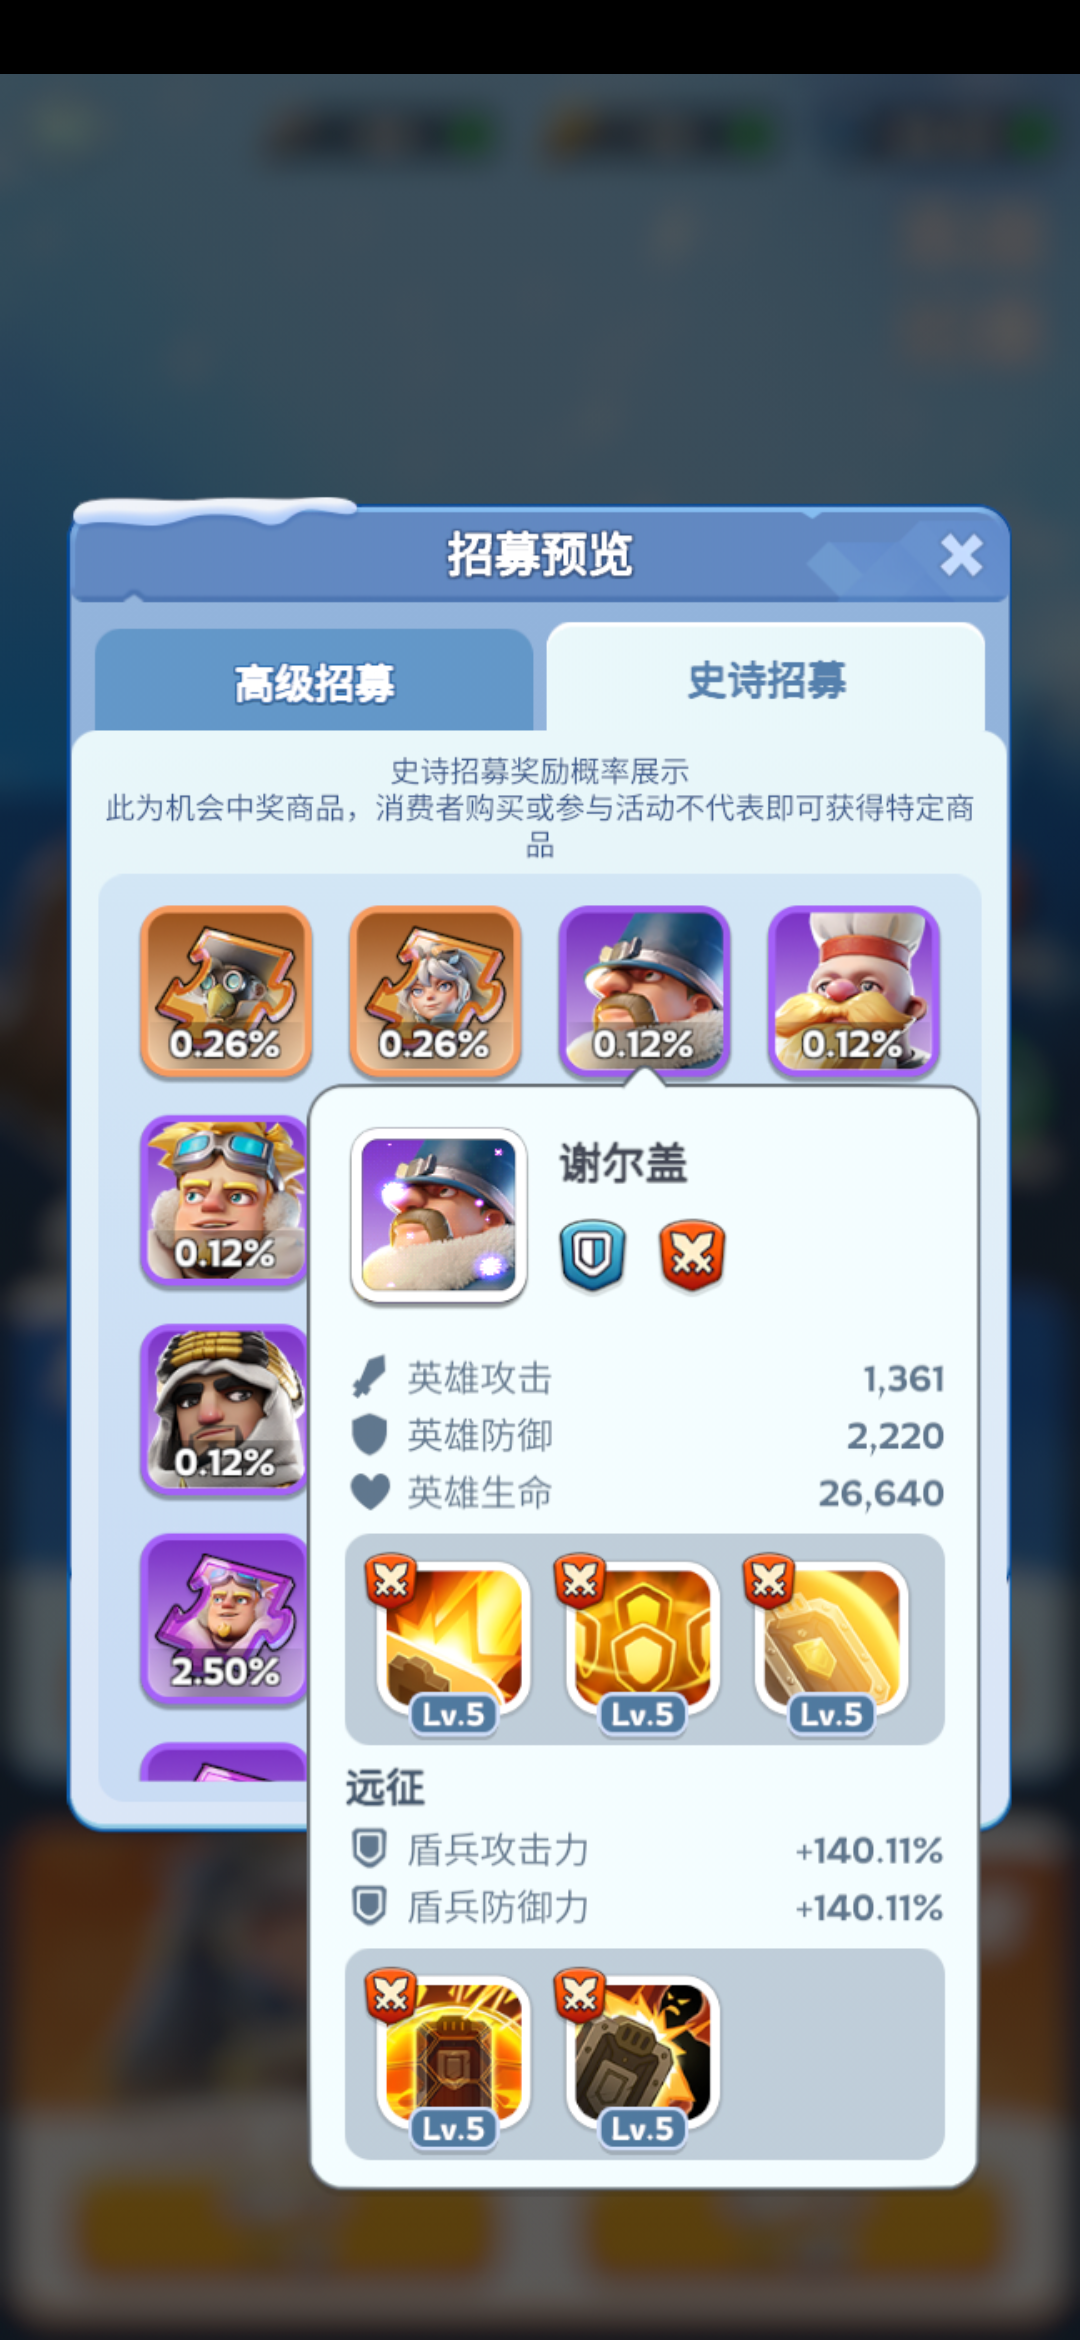 招募预览
高级招募
史诗招募
史诗招募奖励概率展示
此为机会中奖商品，消费者购买或参与活动不代表即可获得特定商
品
0.26%
0.26%
0.12%
0.12%
0.12%
0.12%
2.50%
谢尔盖
英雄攻击 1,361
英雄防御 2,220
英雄生命 26,640
Lv.5
Lv.5
Lv.5
远征
盾兵攻击力 +140.11%
盾兵防御力 +140.11%
Lv.5
Lv.5